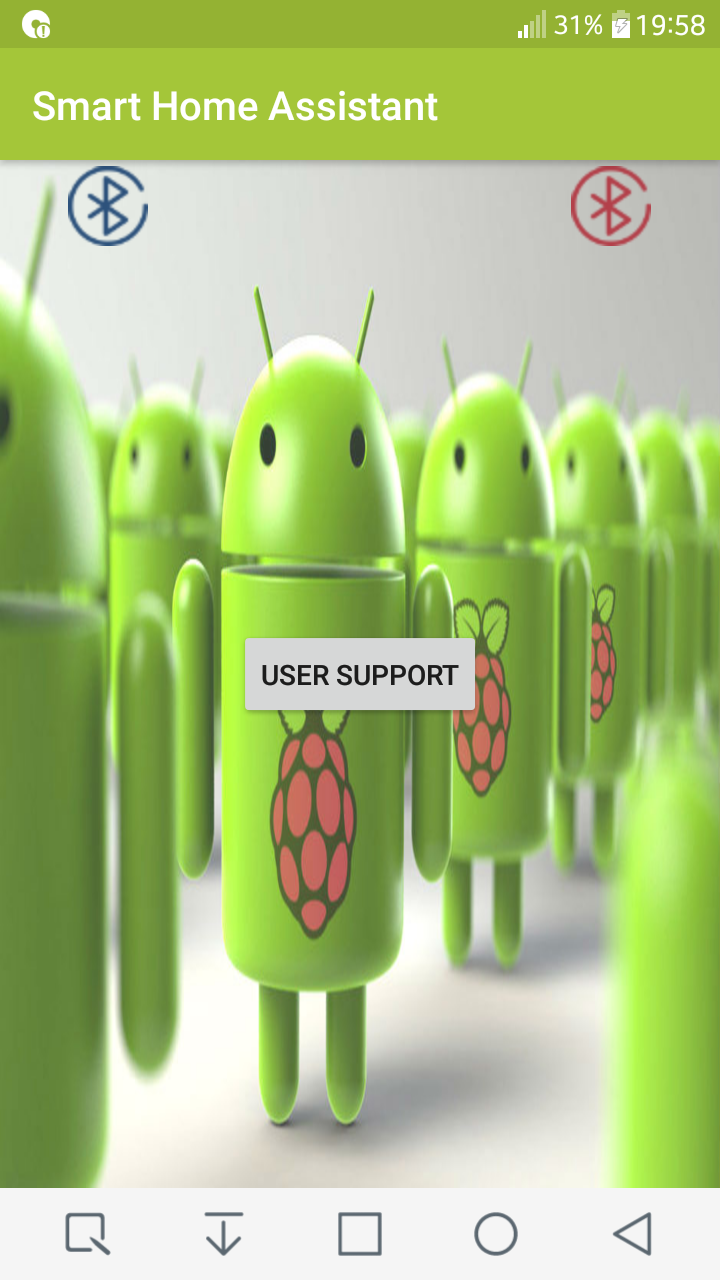 31% 19:58
Smart Home Assistant
USER SUPPORT